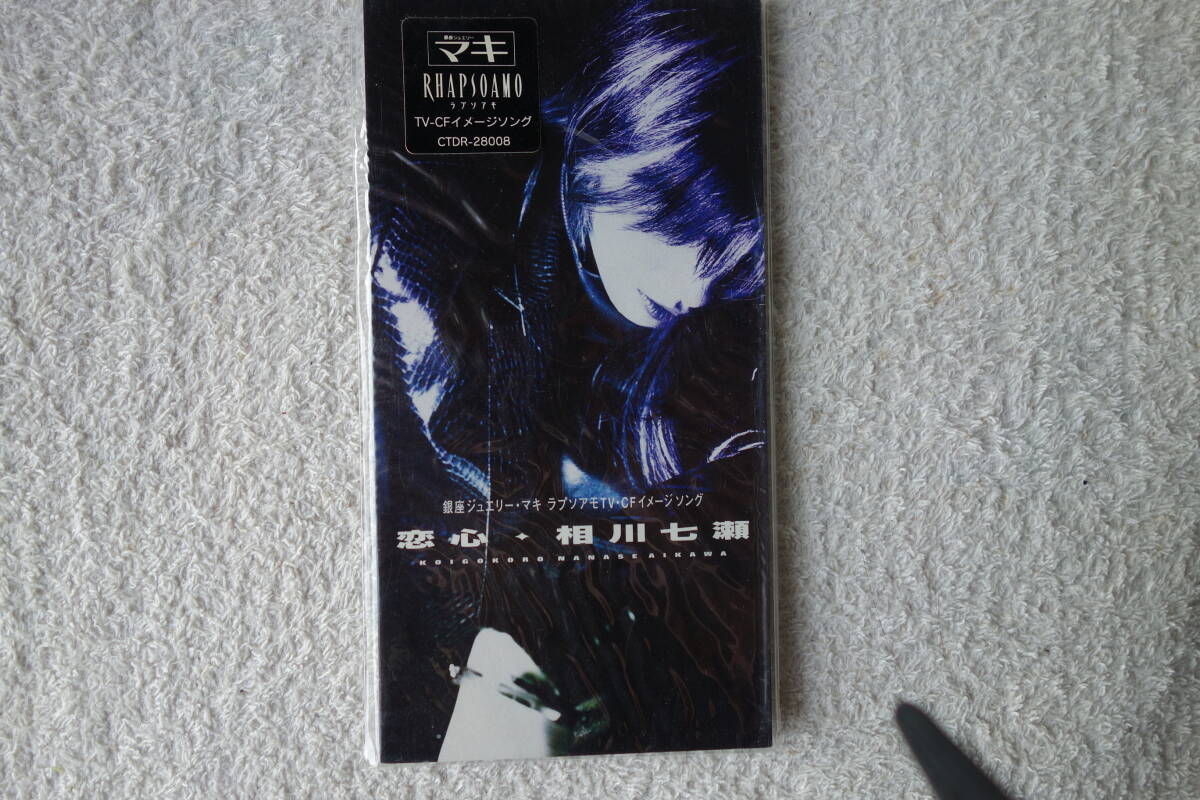 銀座ジュエリー
マキ
RHAPSOAMO
ラプソアモ
TV-CFイメージソング
CTDR-28008
銀座ジュエリー・マキ ラプソアモTV・CFイメージソング
恋心・相川七瀬
KOIGOKORO NANASE AIKAWA